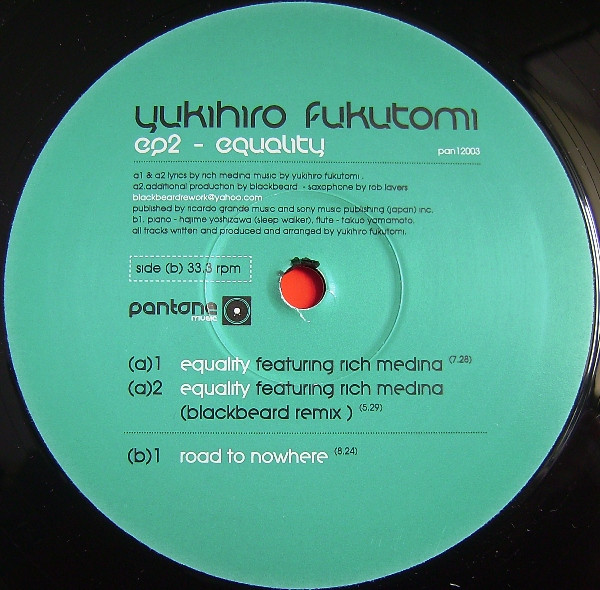 yukihiro fukutomi
ep2 - equality
pan12003
a1 & a2 lyrics by rich medina music by yukihiro fukutomi .
a2.additional production by blackbeard - saxophone by rob lavers
blackbeardrework@yahoo.com
published by ricardo grande music and sony music publishing (japan) inc.
b1. piano - hajime yoshizawa (sleep walker), flute - takuo yamamoto.
all tracks written and produced and arranged by yukihiro fukutomi.
side (b) 33.3 rpm
pantone
music
(a)1 equality featuring rich medina (7.28)
(a)2 equality featuring rich medina
(blackbeard remix ) (5.29)
(b)1 road to nowhere (8.24)